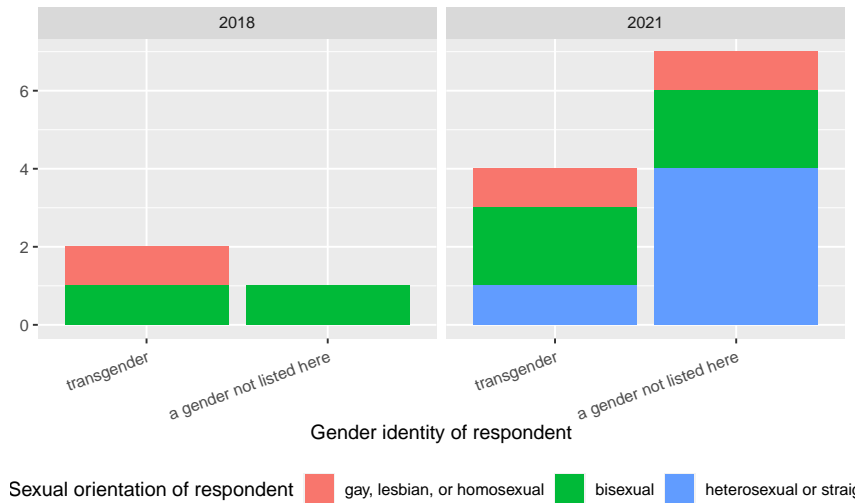 2018
2021
6
4
2
0
transgender
a gender not listed here
transgender
a gender not listed here
Gender identity of respondent
Sexual orientation of respondent gay, lesbian, or homosexual bisexual heterosexual or straig